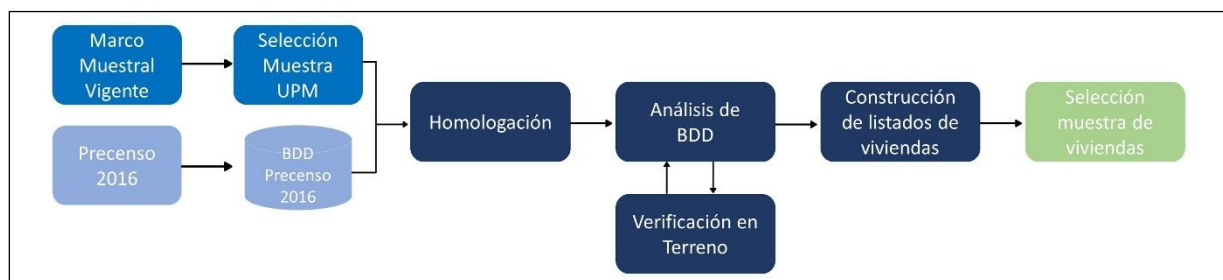 Marco
Muestral
Vigente
Selección
Muestra
UPM
Precenso
2016
BDD
Precenso
2016
Homologación
Análisis de
BDD
Verificación en
Terreno
Construcción
de listados de
viviendas
Selección
muestra de
viviendas